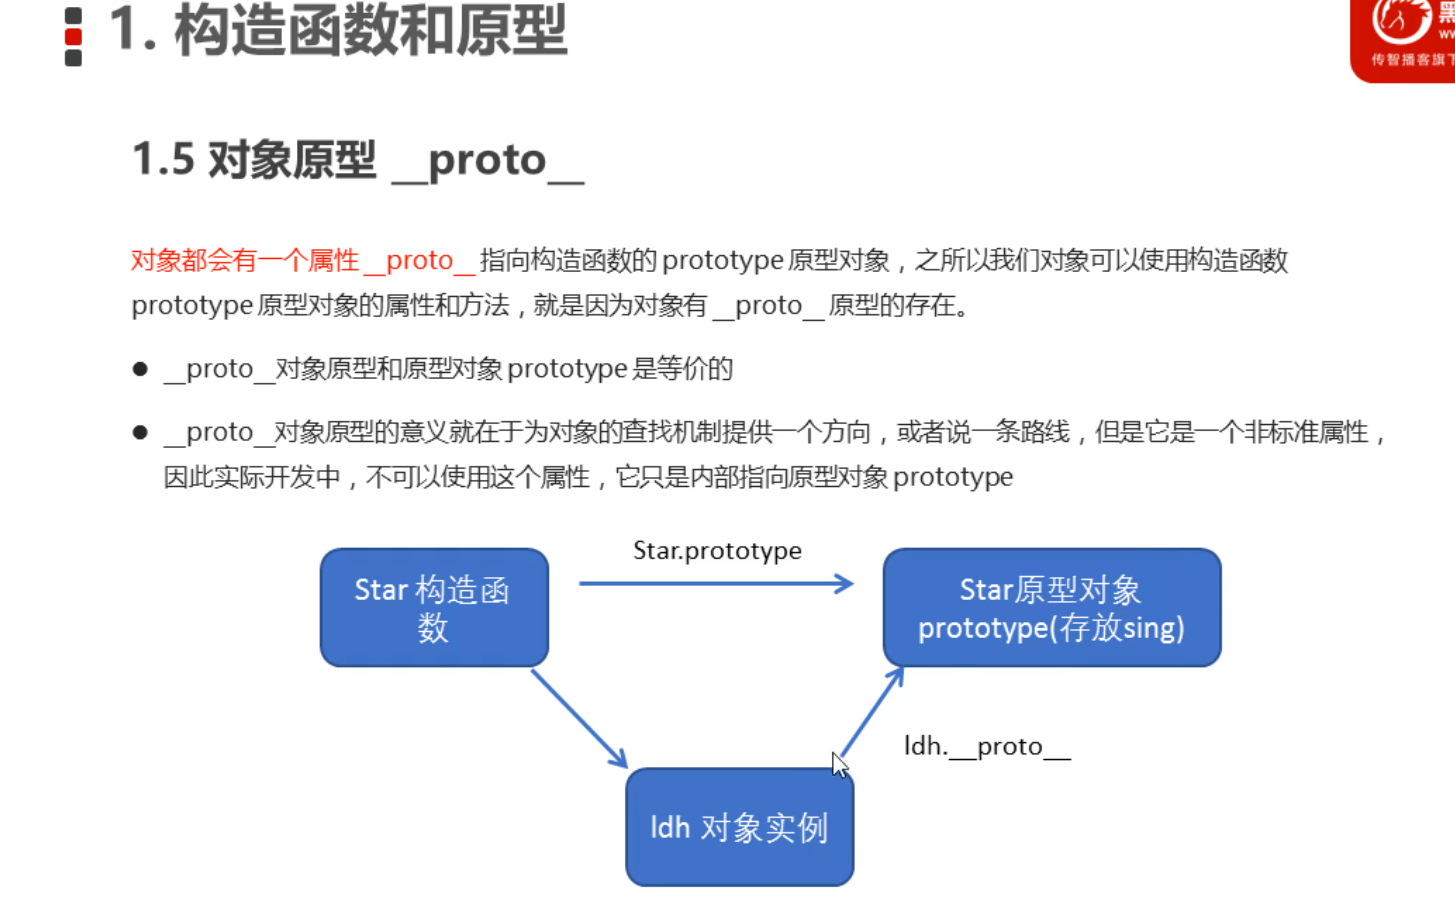 1. 构造函数和原型
传智播客旗下
1.5 对象原型 __proto__
对象都会有一个属性 __proto__ 指向构造函数的 prototype 原型对象，之所以我们对象可以使用构造函数
prototype 原型对象的属性和方法，就是因为对象有 __proto__ 原型的存在。
● __proto__对象原型和原型对象 prototype 是等价的
● __proto__对象原型的意义就在于为对象的查找机制提供一个方向，或者说一条路线，但是它是一个非标准属性，
因此实际开发中，不可以使用这个属性，它只是内部指向原型对象 prototype
Star.prototype
Star 构造函
数
Star原型对象
prototype(存放sing)
ldh.__proto__
ldh 对象实例